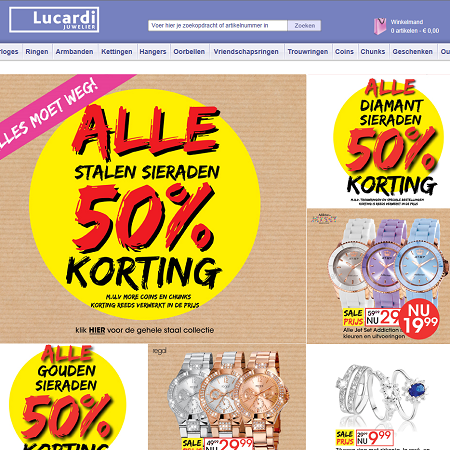 Lucardi
JUWELIER
Voer hier je zoekopdracht of artikelnummer in
Winkelmand
0 artikelen - € 0,00
rloges Ringen Armbanden Kettingen Hangers Oorbellen Vriendschapsringen Trouwringen Coins Chunks Geschenken Ou
LLES MOET WEG!
ALLE
STALEN SIERADEN
50%
KORTING
M.U.V MORE COINS EN CHUNKS
KORTING REEDS VERWERKT IN DE PRIJS
klik HIER voor de gehele staal collectie
ALLE
DIAMANT
SIERADEN
50%
KORTING
M.U.V. TROUWRINGEN EN SPECIALE BESTELLINGEN
KORTING IS REEDS VERWERKT IN DE PRIJS
SALE PRIJS
59.99
NU 29
NU
19.99
Alle Jet Set Addiction
kleuren en uitvoeringen
ALLE
GOUDEN
SIERADEN
50%
KORTING
regal
SALE PRIJS
49.99
NU 29.99
SALE PRIJS
29.99
NU 9.99